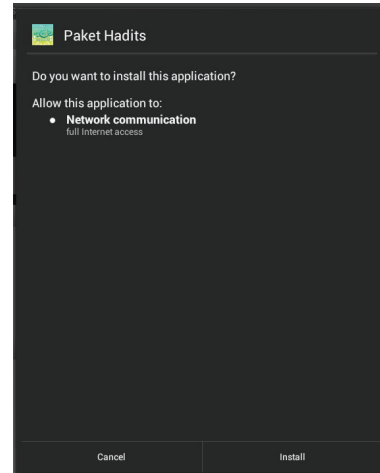 Paket Hadits
Do you want to install this application?
Allow this application to:
● Network communication
full Internet access
Cancel
Install